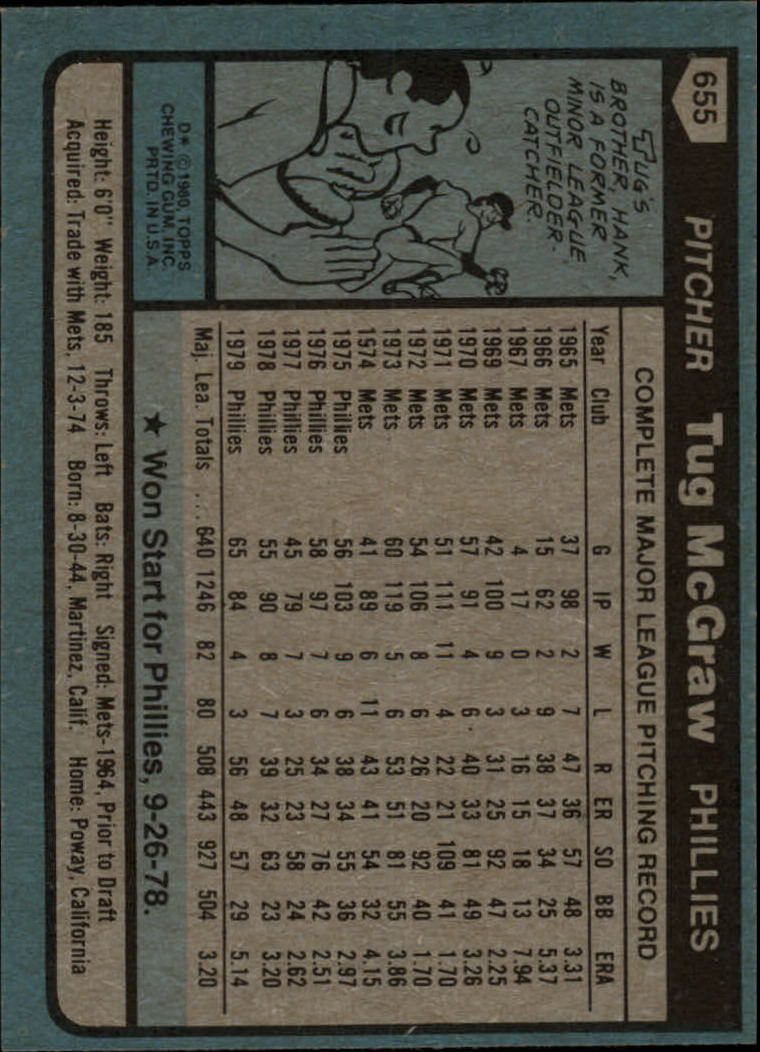 655
PITCHER Tug McGraw PHILLIES
TUG'S
BROTHER, HANK,
IS A FORMER
MINOR LEAGUE
OUTFIELDER-
CATCHER.
D* © 1980 TOPPS
CHEWING GUM, INC.
PRTD. IN U.S.A.
COMPLETE MAJOR LEAGUE PITCHING RECORD
Year Club G IP W L R ER SO BB ERA
1965 Mets 37 98 2 7 47 36 57 48 3.31
1966 Mets 15 62 2 9 38 37 34 25 5.37
1967 Mets 4 17 0 3 16 15 18 13 7.94
1969 Mets 42 100 9 3 31 25 92 47 2.25
1970 Mets 57 91 4 6 40 33 81 49 3.26
1971 Mets 51 111 11 4 22 21 109 41 1.70
1972 Mets 54 106 8 6 26 20 92 40 1.70
1973 Mets 60 119 5 6 53 51 81 55 3.86
1974 Mets 41 89 6 11 43 41 54 32 4.15
1975 Phillies 56 103 9 6 38 34 55 36 2.97
1976 Phillies 58 97 7 6 34 27 76 42 2.51
1977 Phillies 45 79 7 3 25 23 58 24 2.62
1978 Phillies 55 90 8 7 39 32 63 23 3.20
1979 Phillies 65 84 4 3 56 48 57 29 5.14
Maj. Lea. Totals ... 640 1246 82 80 508 443 927 504 3.20
★ Won Start for Phillies, 9-26-78.
Height: 6'0" Weight: 185 Throws: Left Bats: Right Signed: Mets-1964, Prior to Draft
Acquired: Trade with Mets, 12-3-74 Born: 8-30-44, Martinez, Calif. Home: Poway, California